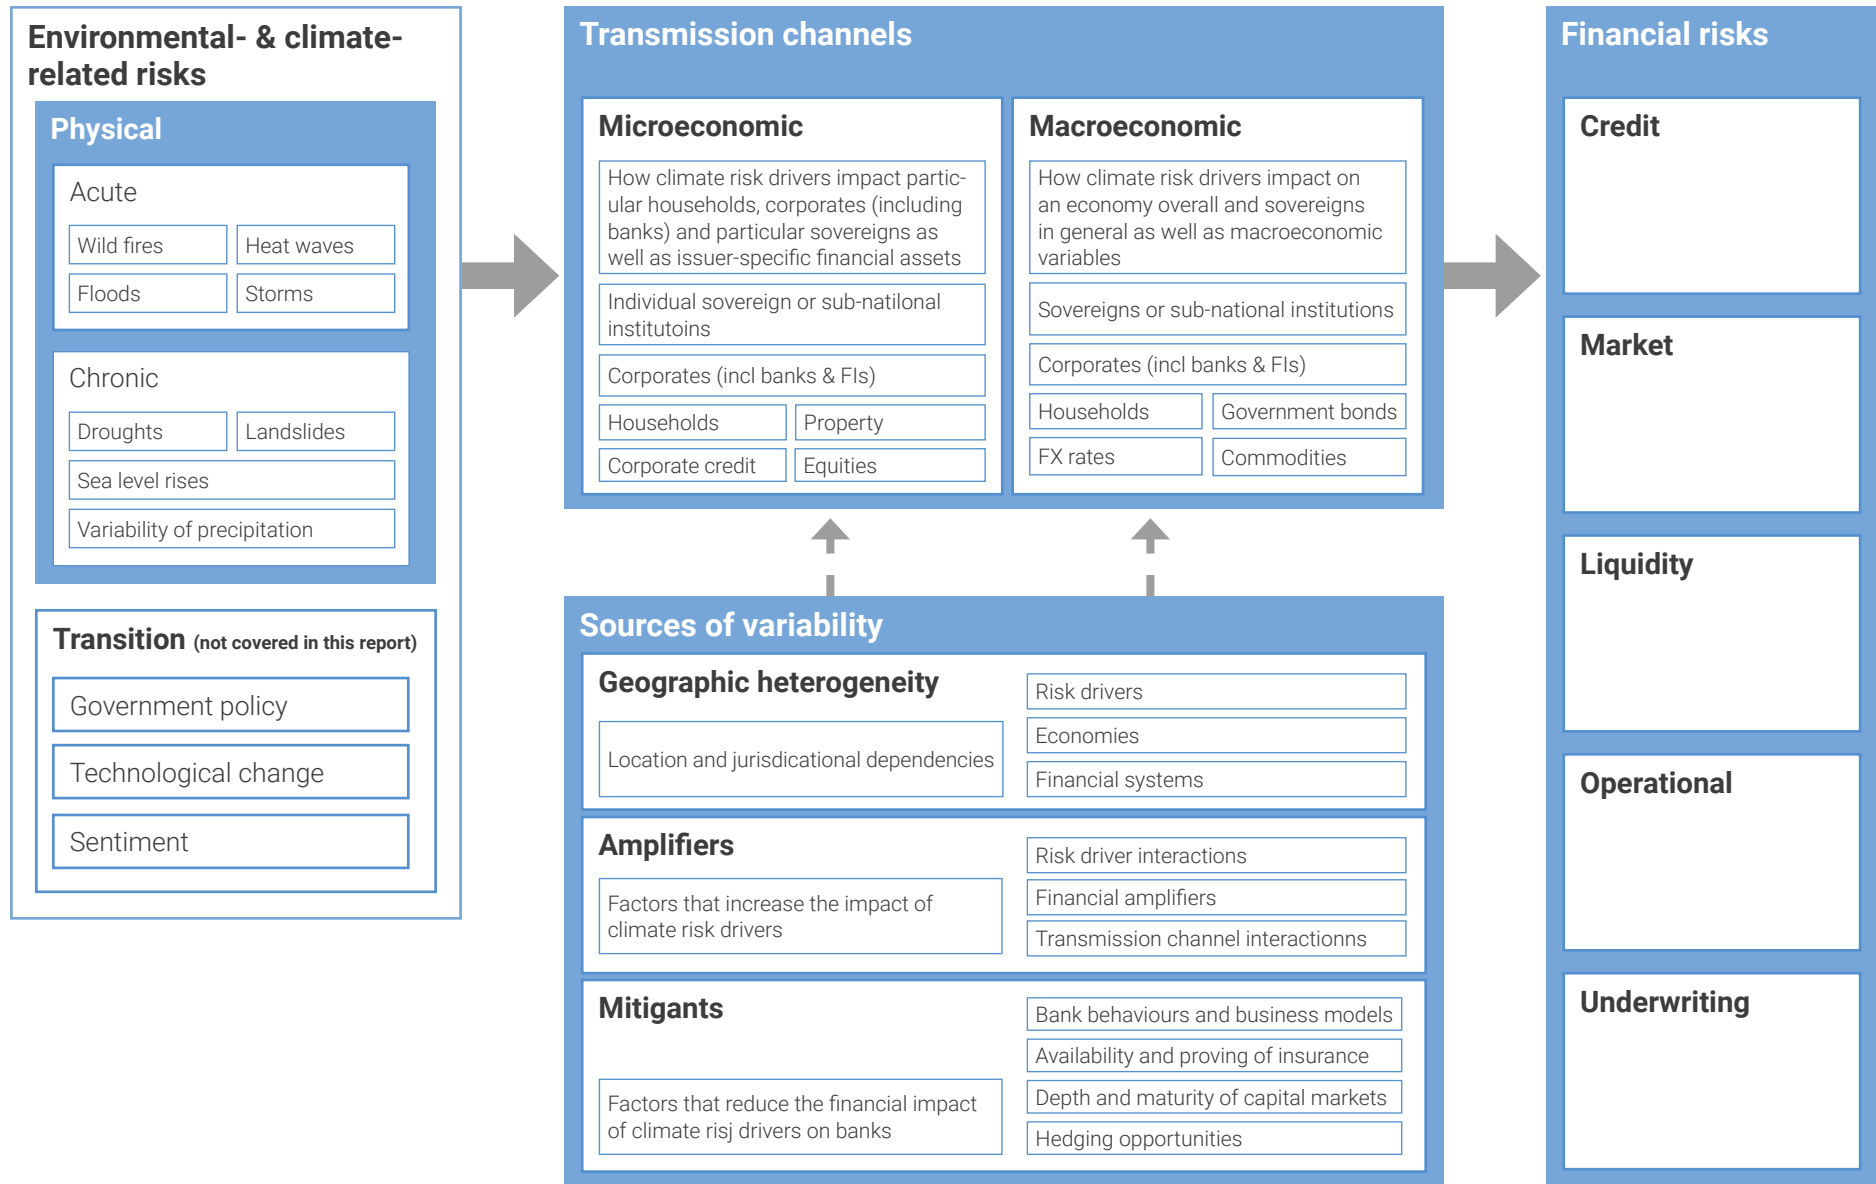 Environmental- & climate-
related risks
Physical
Acute
Wild fires
Heat waves
Floods
Storms
Chronic
Droughts
Landslides
Sea level rises
Variability of precipitation
Transition (not covered in this report)
Government policy
Technological change
Sentiment
Transmission channels
Microeconomic
How climate risk drivers impact partic-
ular households, corporates (including
banks) and particular sovereigns as
well as issuer-specific financial assets
Individual sovereign or sub-natilonal
institutoins
Corporates (incl banks & FIs)
Households
Property
Corporate credit
Equities
Macroeconomic
How climate risk drivers impact on
an economy overall and sovereigns
in general as well as macroeconomic
variables
Sovereigns or sub-national institutions
Corporates (incl banks & FIs)
Households
Government bonds
FX rates
Commodities
Sources of variability
Geographic heterogeneity
Location and jurisdicational dependencies
Risk drivers
Economies
Financial systems
Amplifiers
Factors that increase the impact of
climate risk drivers
Risk driver interactions
Financial amplifiers
Transmission channel interactionns
Mitigants
Factors that reduce the financial impact
of climate risj drivers on banks
Bank behaviours and business models
Availability and proving of insurance
Depth and maturity of capital markets
Hedging opportunities
Financial risks
Credit
Market
Liquidity
Operational
Underwriting